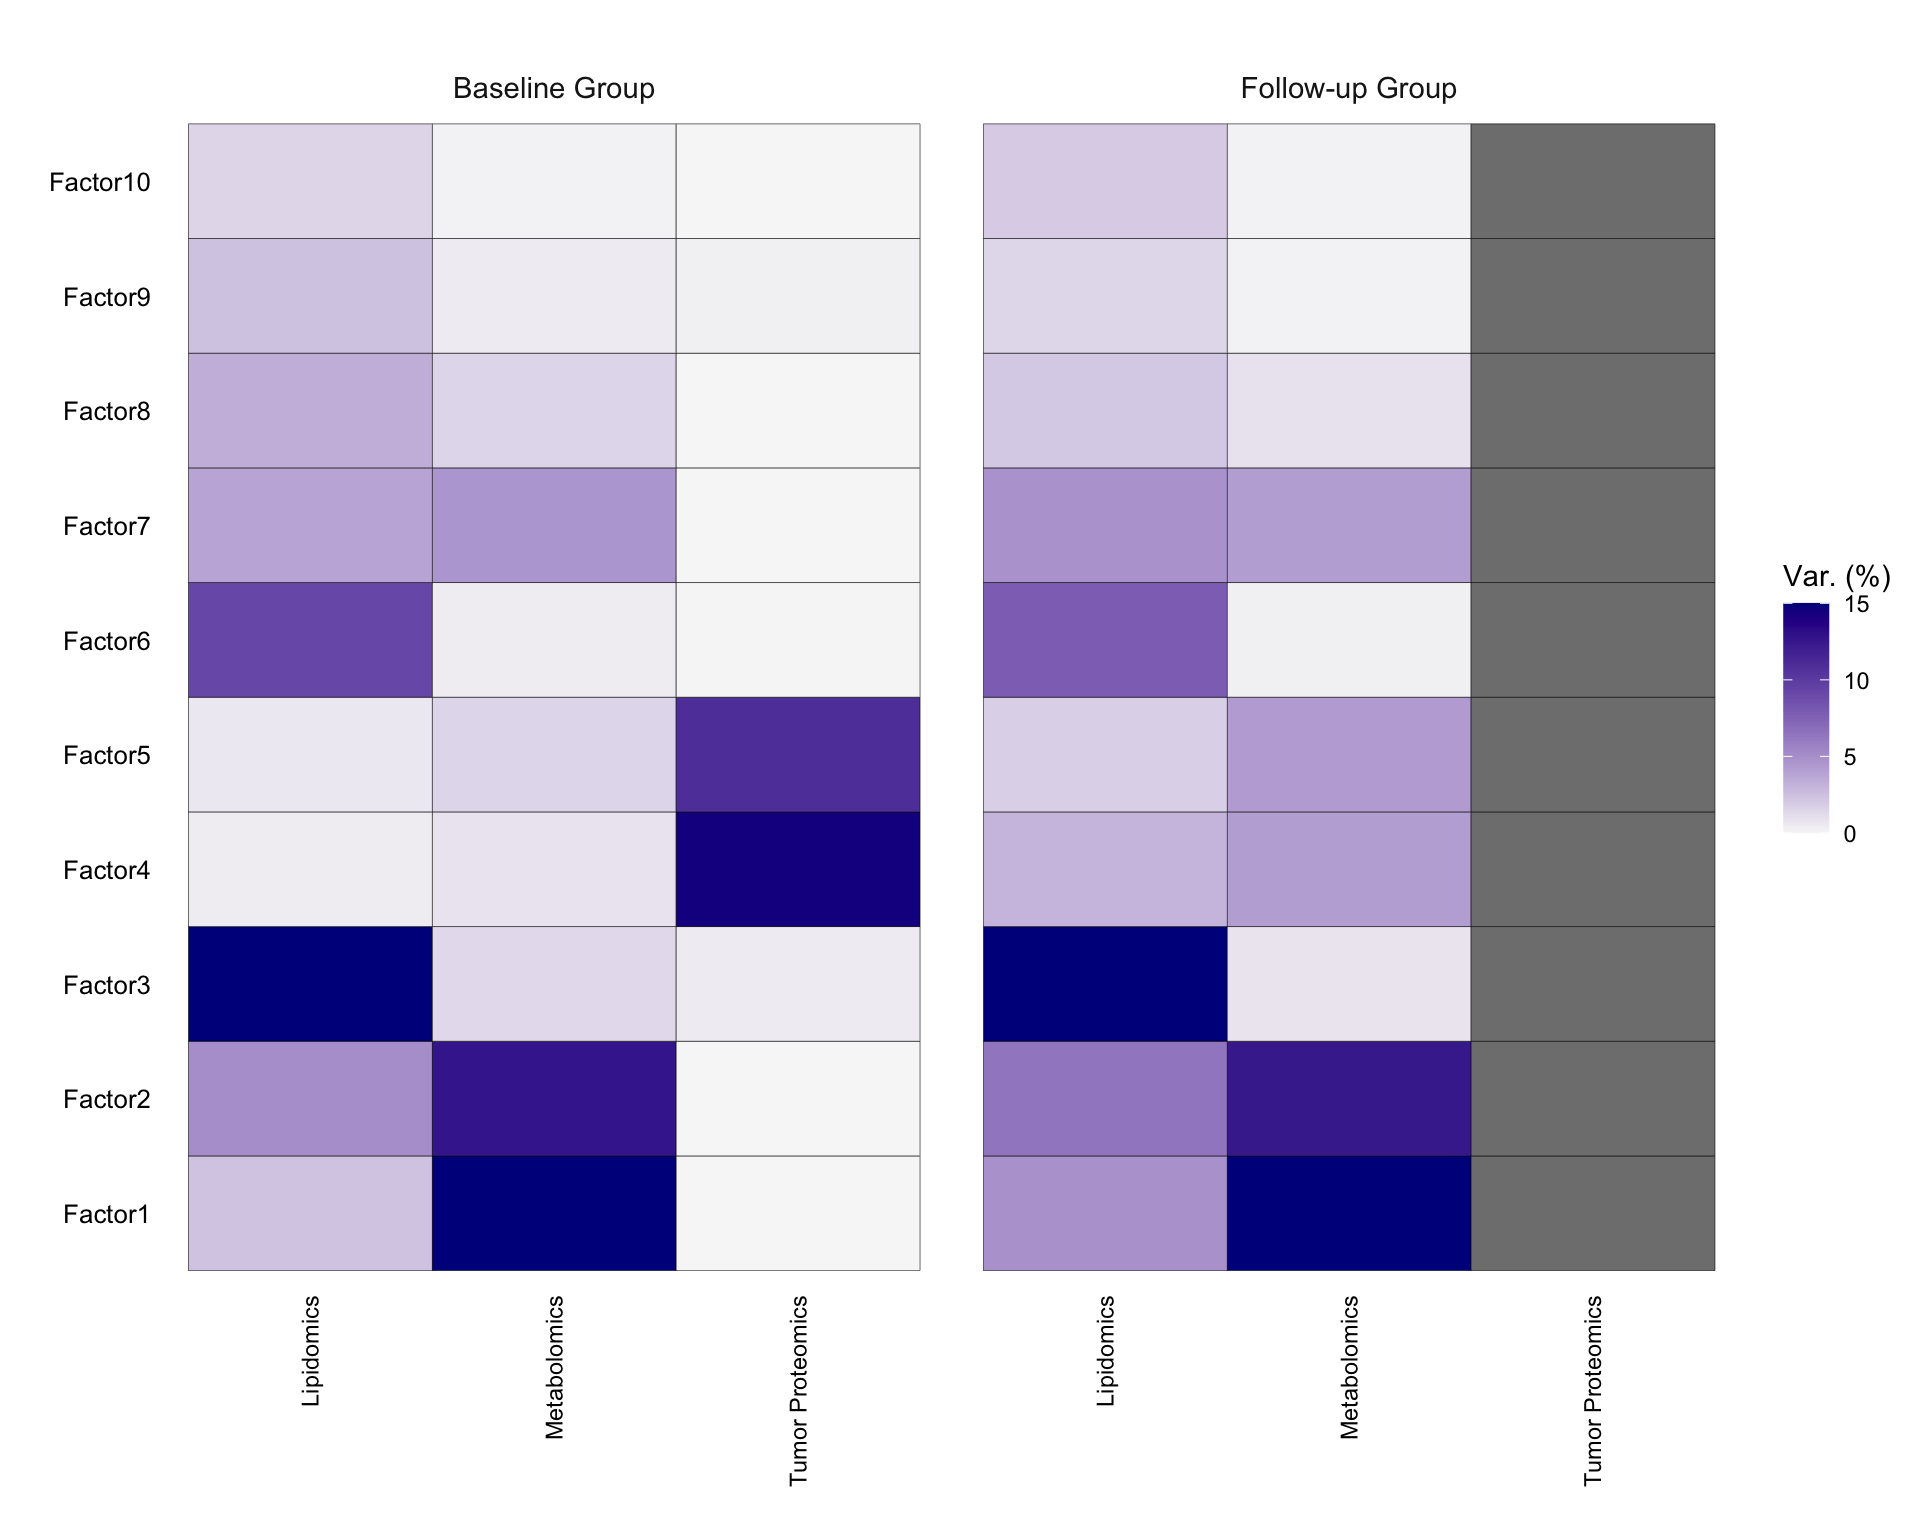 Baseline Group
Follow-up Group
Factor10
Factor9
Factor8
Factor7
Factor6
Factor5
Factor4
Factor3
Factor2
Factor1
Lipidomics
Metabolomics
Tumor Proteomics
Lipidomics
Metabolomics
Tumor Proteomics
Var. (%)
15
10
5
0